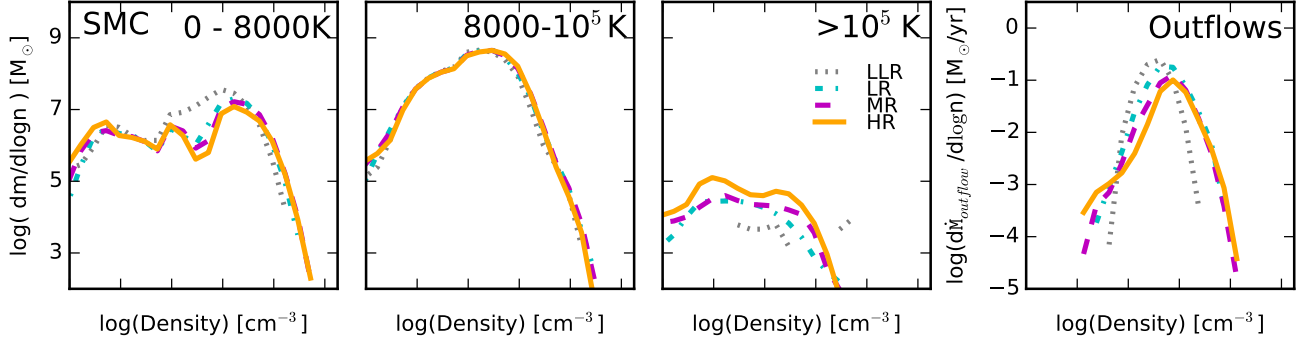 SMC 0 - 8000K
9
7
5
3
log( dm/dlogn ) [M⊙]
log(Density) [cm⁻³]
8000-10⁵ K
log(Density) [cm⁻³]
>10⁵ K
LLR
LR
MR
HR
log(Density) [cm⁻³]
Outflows
0
−1
−2
−3
−4
−5
log(dṀ_outflow /dlogn) [M⊙/yr]
log(Density) [cm⁻³]